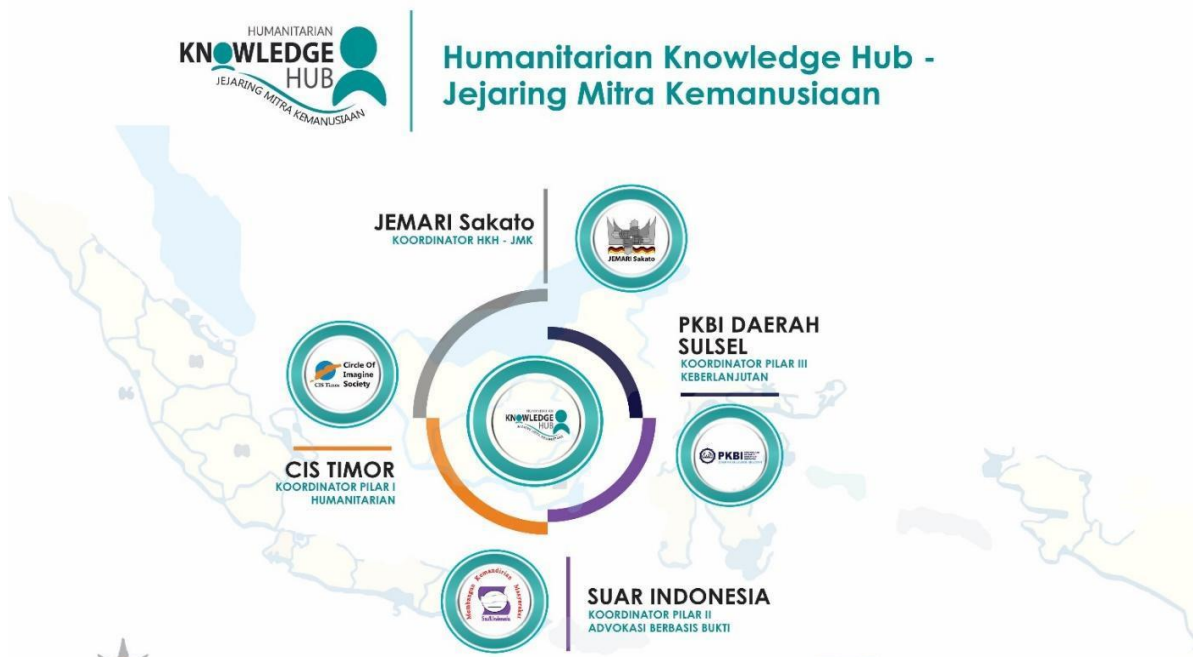 HUMANITARIAN
KNOWLEDGE
HUB
JEJARING MITRA KEMANUSIAAN
Humanitarian Knowledge Hub -
Jejaring Mitra Kemanusiaan
JEMARI Sakato
KOORDINATOR HKH - JMK
JEMARI Sakato
PKBI DAERAH
SULSEL
KOORDINATOR PILAR III
KEBERLANJUTAN
Circle Of
Imagine
Society
CIS Timor
KNOWLEDGE
HUB
CIS TIMOR
KOORDINATOR PILAR I
HUMANITARIAN
PKBI
Membangun Kemandirian Masyarakat
SUAR INDONESIA
KOORDINATOR PILAR II
ADVOKASI BERBASIS BUKTI